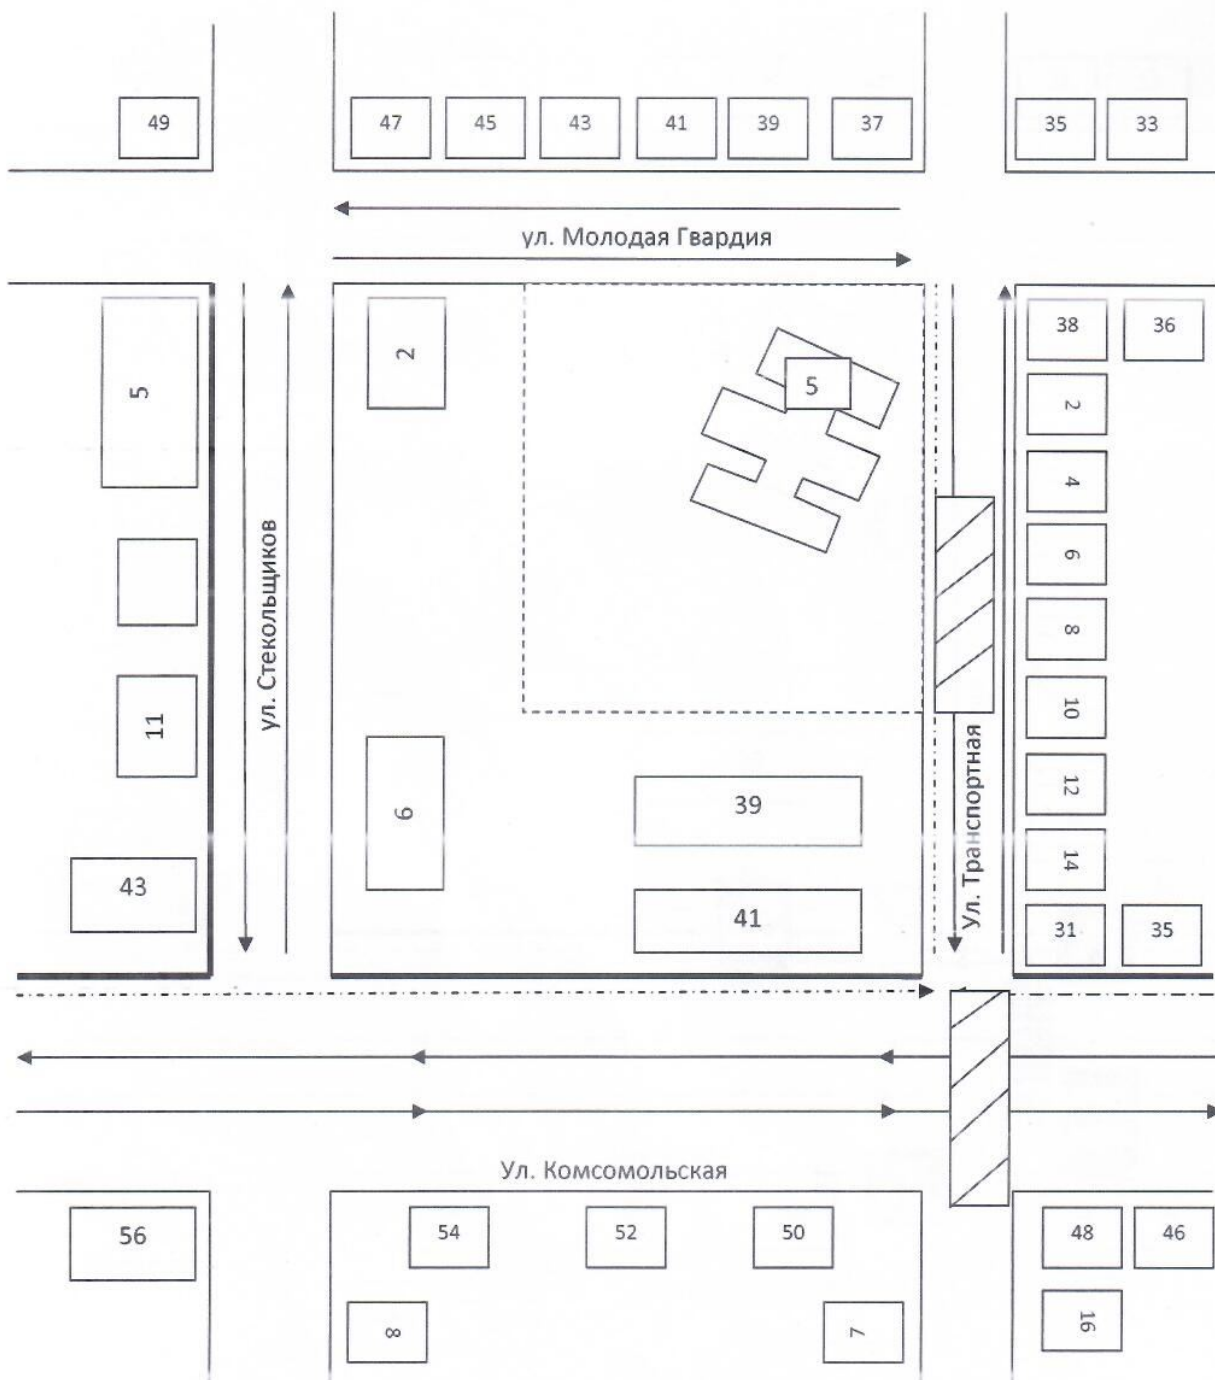 49 47 45 43 41 39 37 35 33
ул. Молодая Гвардия
5
2
5
38 36
2
4
6
8
10
12
14
31 35
ул. Стекольщиков
11
43
6
39
41
Ул. Транспортная
Ул. Комсомольская
56 54 52 50 48 46
8 7 16